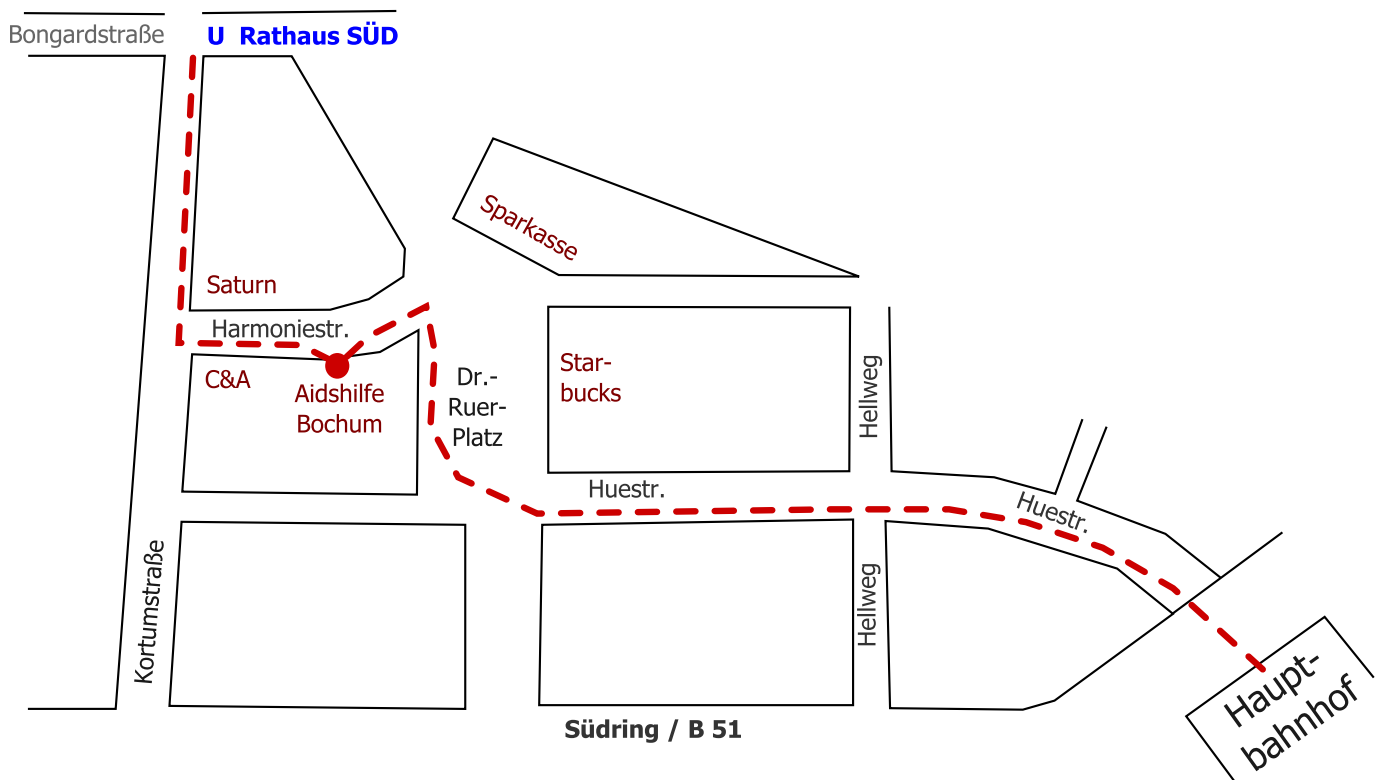 Bongardstraße
U Rathaus SÜD
Sparkasse
Saturn
Harmoniestr.
C&A
Aidshilfe
Bochum
Dr.-
Ruer-
Platz
Star-
bucks
Hellweg
Huestr.
Huestr.
Kortumstraße
Hellweg
Südring / B 51
Haupt-
bahnhof